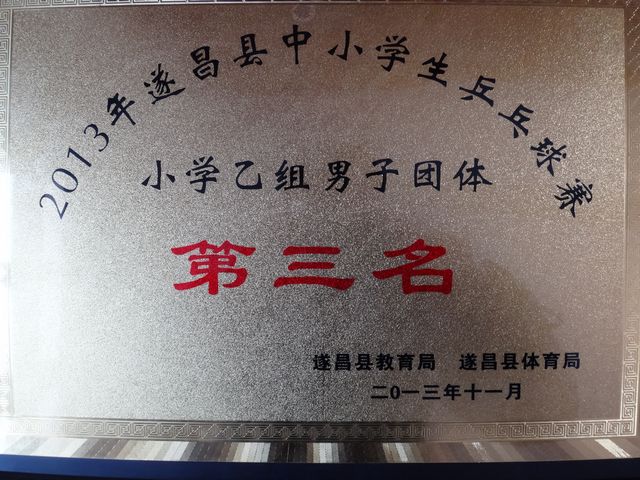 2013年遂昌县中小学生乒乓球赛
小学乙组男子团体
第三名
遂昌县教育局 遂昌县体育局
二0一三年十一月